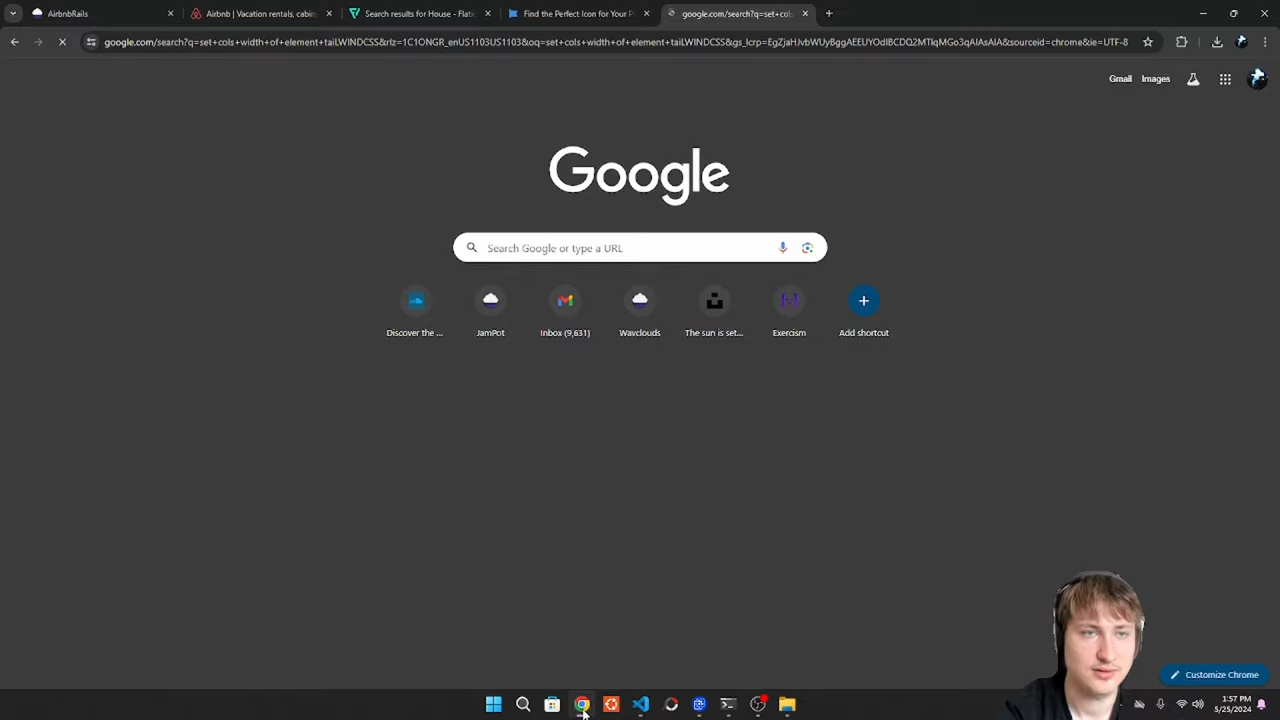 AirbnbRails
Airbnb | Vacation rentals, cabin
Search results for House - Flatic
Find the Perfect Icon for Your P
google.com/search?q=set+cols
google.com/search?q=set+cols+width+of+element+taiLWINDCSS&rlz=1C1ONGR_enUS1103US1103&oq=set+cols+width+of+element+taiLWINDCSS&gs_lcrp=EgZjaHJvbWUyBggAEEUYOdIBCDQ2MTlqMGo3qAIAsAIA&sourceid=chrome&ie=UTF-8
Gmail Images
Google
Search Google or type a URL
Discover the ...
JamPot
Inbox (9,631)
Wavclouds
The sun is set...
Exercism
Add shortcut
Customize Chrome
1:57 PM
5/25/2024